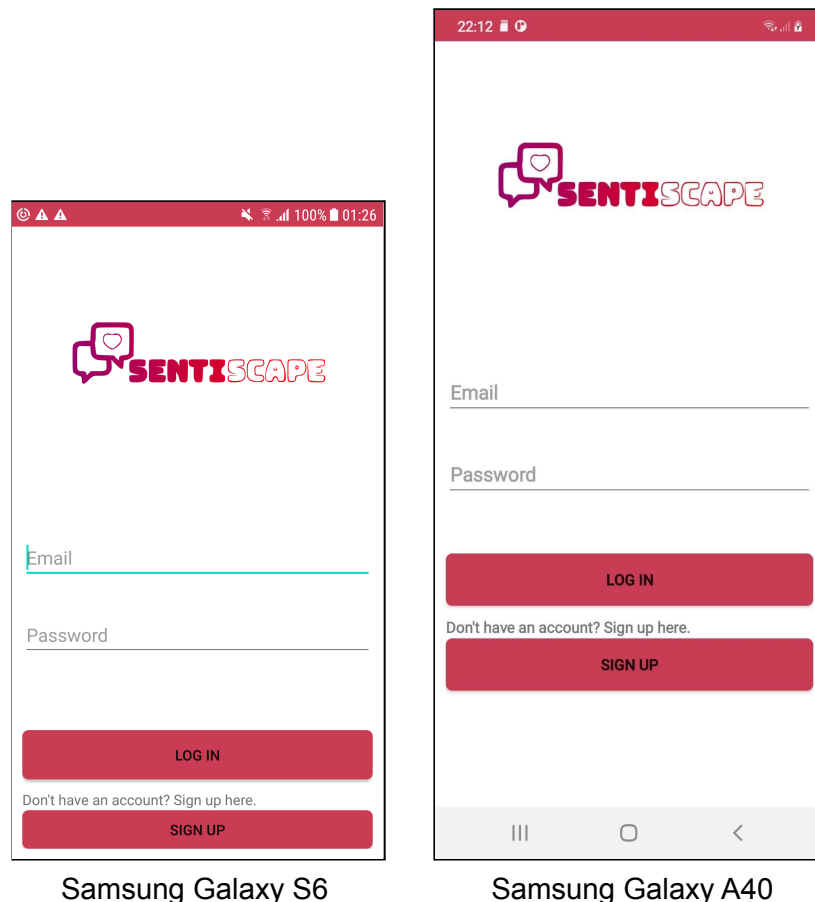 100% 01:26
SENTISCAPE
Email
Password
LOG IN
Don't have an account? Sign up here.
SIGN UP
Samsung Galaxy S6
22:12
SENTISCAPE
Email
Password
LOG IN
Don't have an account? Sign up here.
SIGN UP
Samsung Galaxy A40